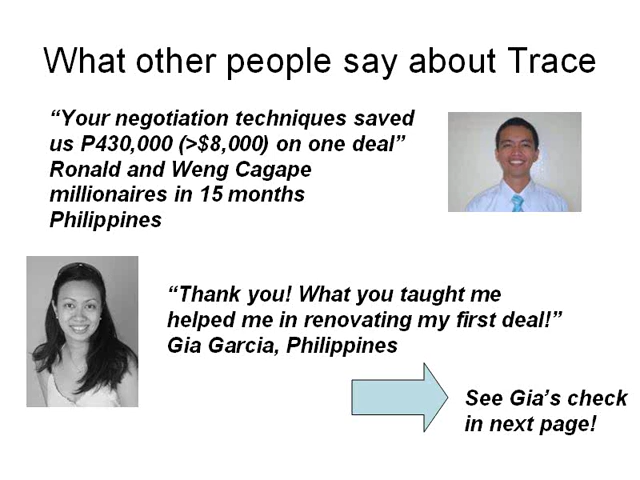 What other people say about Trace
“Your negotiation techniques saved
us P430,000 (>$8,000) on one deal”
Ronald and Weng Cagape
millionaires in 15 months
Philippines
“Thank you! What you taught me
helped me in renovating my first deal!”
Gia Garcia, Philippines
See Gia’s check
in next page!